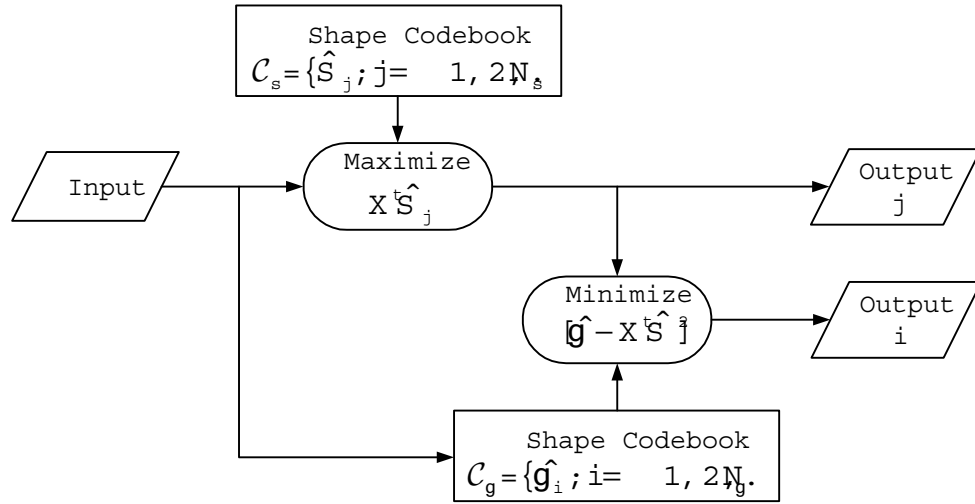 Shape Codebook
𝒞s={Ŝj;j= 1,2,Ns.
Maximize
XᵗŜj
Input
Output
j
Minimize
[ĝ−XᵗŜj]²
Output
i
Shape Codebook
𝒞g={ĝi;i= 1,2,Ng.